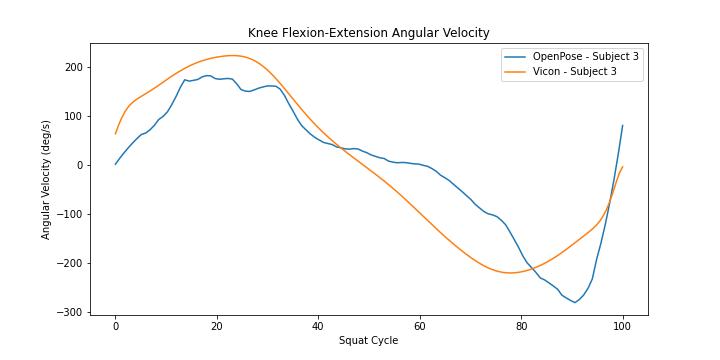 Knee Flexion-Extension Angular Velocity
OpenPose - Subject 3
Vicon - Subject 3
Angular Velocity (deg/s)
200
100
0
−100
−200
−300
0 20 40 60 80 100
Squat Cycle